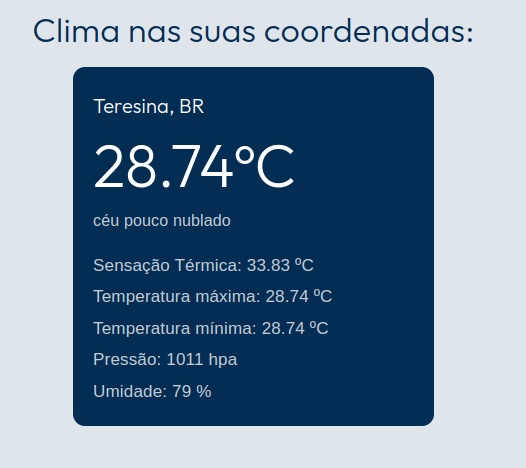 Clima nas suas coordenadas:
Teresina, BR
28.74°C
céu pouco nublado
Sensação Térmica: 33.83 ºC
Temperatura máxima: 28.74 ºC
Temperatura mínima: 28.74 ºC
Pressão: 1011 hpa
Umidade: 79 %